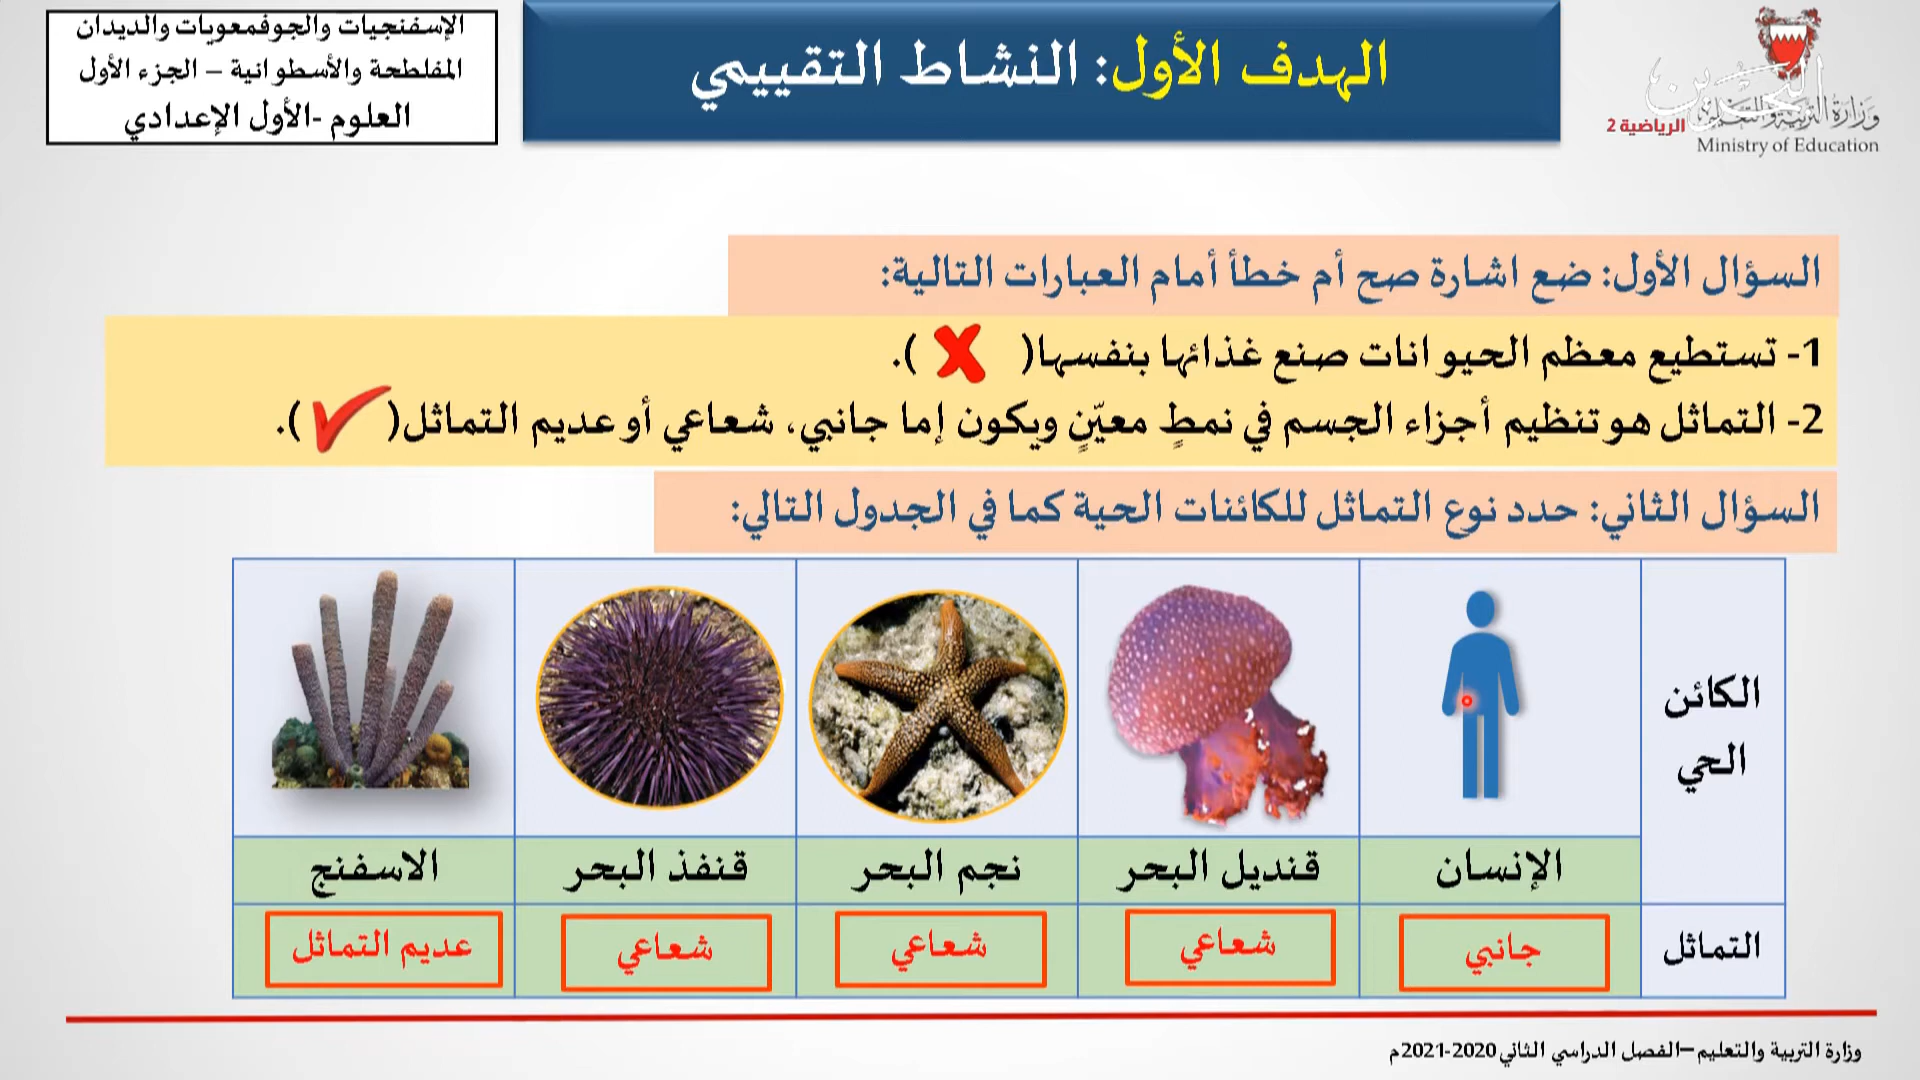 الإسفنجيات والجوفمعويات والديدان
المفلطحة والأسطوانية – الجزء الأول
العلوم -الأول الإعدادي
الهدف الأول: النشاط التقييمي
البحرين
الرياضية 2
وزارة التربية والتعليم
Ministry of Education
السؤال الأول: ضع اشارة صح أم خطأ أمام العبارات التالية:
1- تستطيع معظم الحيوانات صنع غذائها بنفسها( ✗ ).
2- التماثل هو تنظيم أجزاء الجسم في نمطٍ معيّنٍ ويكون إما جانبي، شعاعي أو عديم التماثل( ✓ ).
السؤال الثاني: حدد نوع التماثل للكائنات الحية كما في الجدول التالي:
الكائن
الحي
الإنسان
قنديل البحر
نجم البحر
قنفذ البحر
الاسفنج
التماثل
جانبي
شعاعي
شعاعي
شعاعي
عديم التماثل
وزارة التربية والتعليم –الفصل الدراسي الثاني 2020-2021م